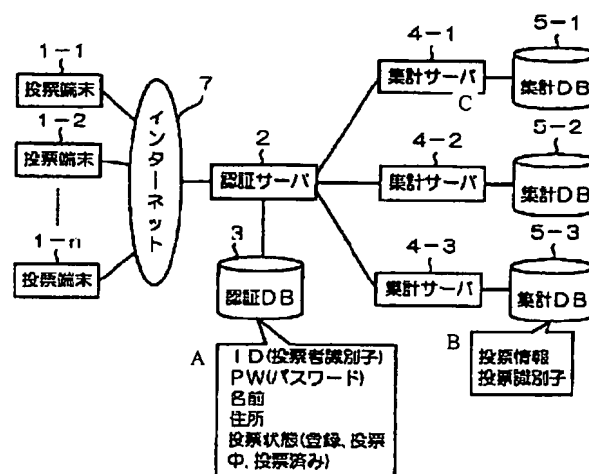 1-1
投票端末
1-2
投票端末
1-n
投票端末
7
インターネット
2
認証サーバ
3
認証DB
4-1
集計サーバ
C
5-1
集計DB
4-2
集計サーバ
5-2
集計DB
4-3
集計サーバ
5-3
集計DB
A
ID(投票者識別子)
PW(パスワード)
名前
住所
投票状態(登録、投票
中、投票済み)
B
投票情報
投票識別子